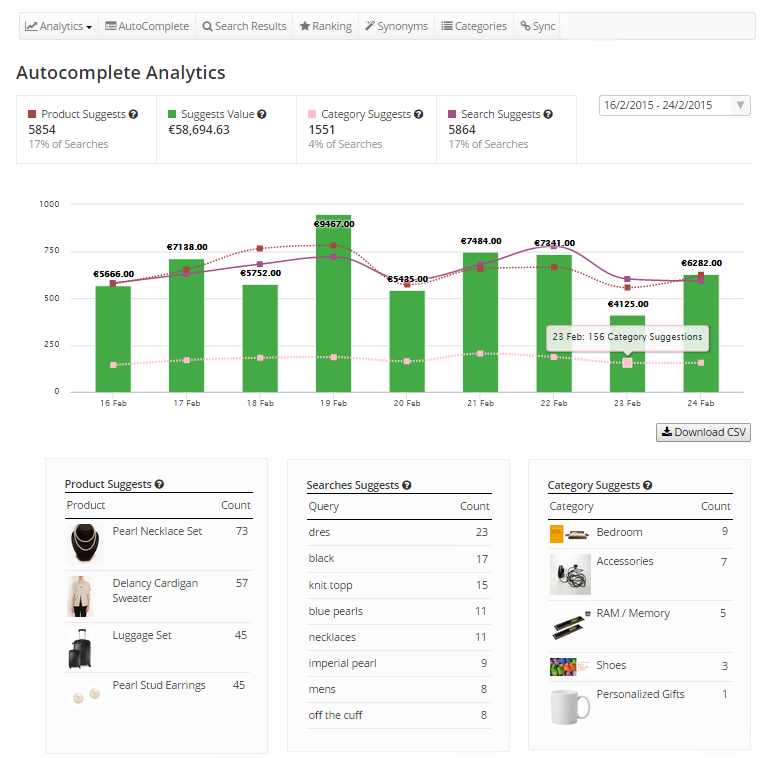 Analytics AutoComplete Search Results Ranking Synonyms Categories Sync
Autocomplete Analytics
Product Suggests Suggests Value Category Suggests Search Suggests 16/2/2015 - 24/2/2015
5854 €58,694.63 1551 5864
17% of Searches 4% of Searches 17% of Searches
1000
750
500
250
0
€5666.00 €7138.00 €5752.00 €9467.00 €5435.00 €7484.00 €7341.00 €4125.00 €6282.00
23 Feb: 156 Category Suggestions
16 Feb 17 Feb 18 Feb 19 Feb 20 Feb 21 Feb 22 Feb 23 Feb 24 Feb
Download CSV
Product Suggests
Product Count
Pearl Necklace Set 73
Delancy Cardigan
Sweater 57
Luggage Set 45
Pearl Stud Earrings 45
Searches Suggests
Query Count
dres 23
black 17
knit topp 15
blue pearls 11
necklaces 11
imperial pearl 9
mens 8
off the cuff 8
Category Suggests
Category Count
Bedroom 9
Accessories 7
RAM / Memory 5
Shoes 3
Personalized Gifts 1